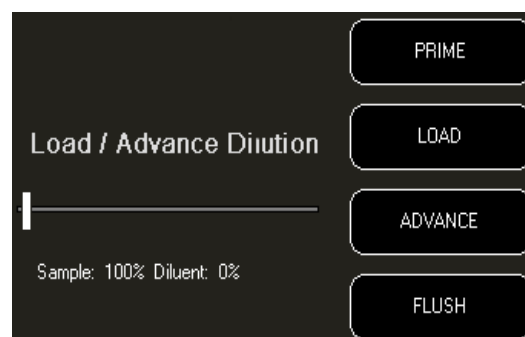 Load / Advance Dilution
Sample: 100% Diluent: 0%
PRIME
LOAD
ADVANCE
FLUSH